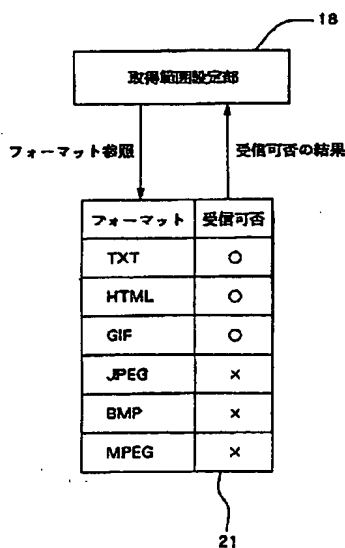 18
取得範囲設定部
フォーマット参照
受信可否の結果
フォーマット 受信可否
TXT ○
HTML ○
GIF ○
JPEG ×
BMP ×
MPEG ×
21